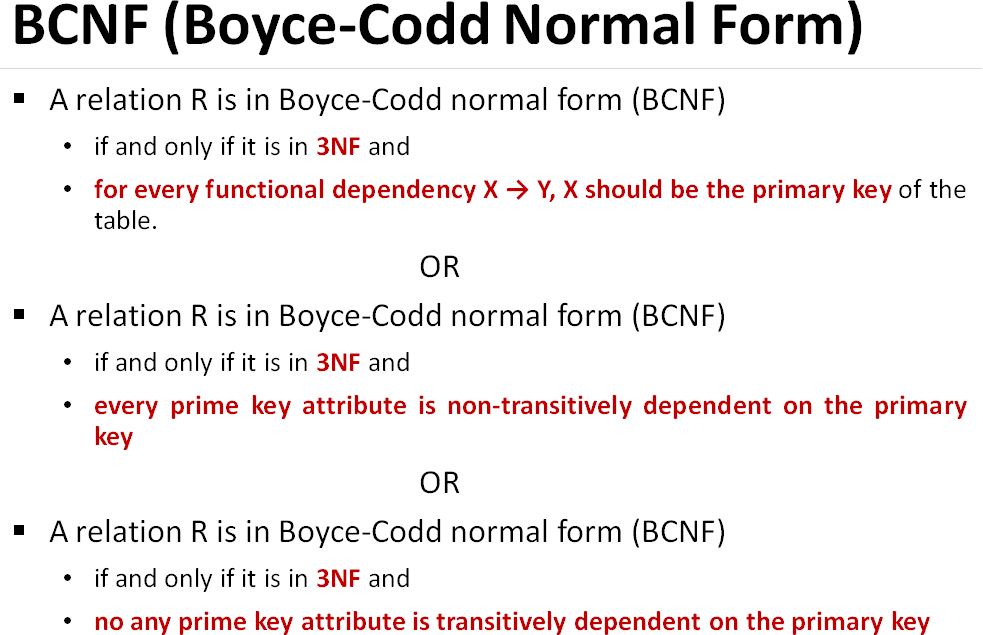 BCNF (Boyce-Codd Normal Form)
▪ A relation R is in Boyce-Codd normal form (BCNF)
• if and only if it is in 3NF and
• for every functional dependency X → Y, X should be the primary key of the
table.
OR
▪ A relation R is in Boyce-Codd normal form (BCNF)
• if and only if it is in 3NF and
• every prime key attribute is non-transitively dependent on the primary
key
OR
▪ A relation R is in Boyce-Codd normal form (BCNF)
• if and only if it is in 3NF and
• no any prime key attribute is transitively dependent on the primary key